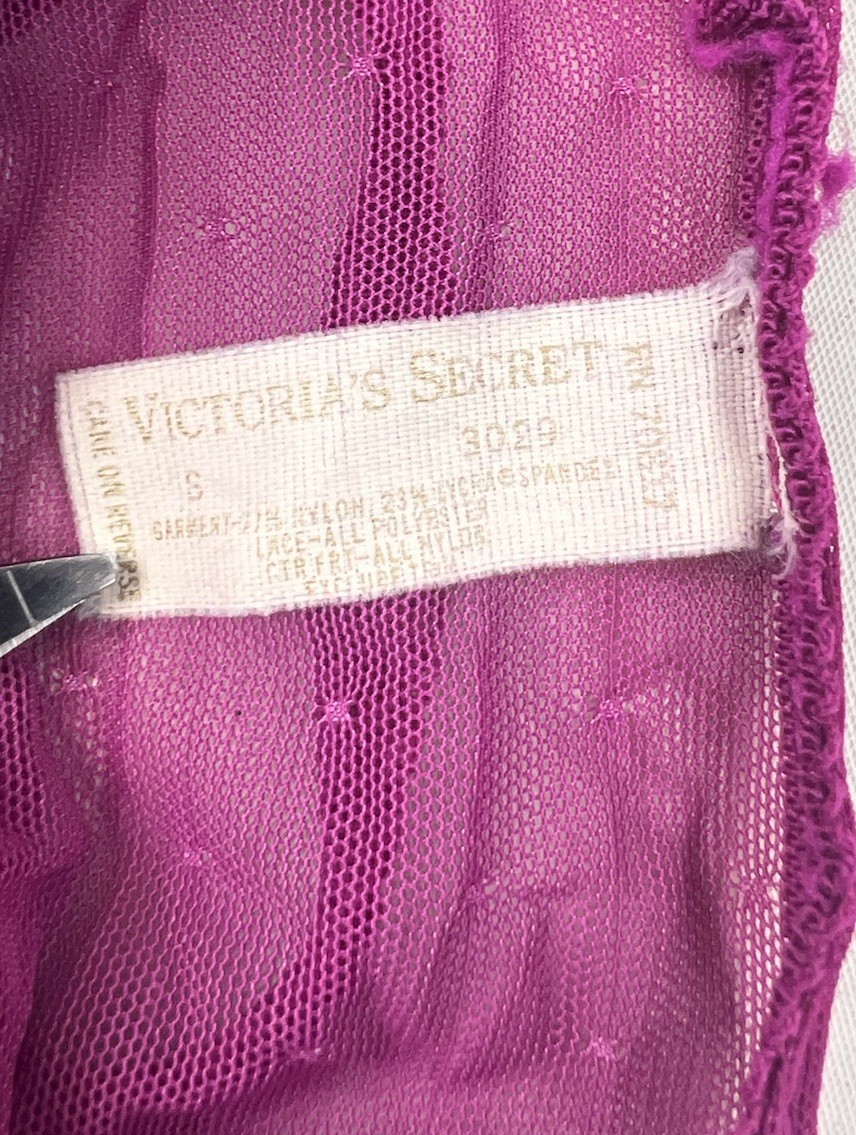 VICTORIA'S SECRET
S 3029
GARMENT-77% NYLON, 23% LYCRA®SPANDEX
LACE-ALL POLYESTER
CTR FRT-ALL NYLON
CARE ON REVERSE
RN